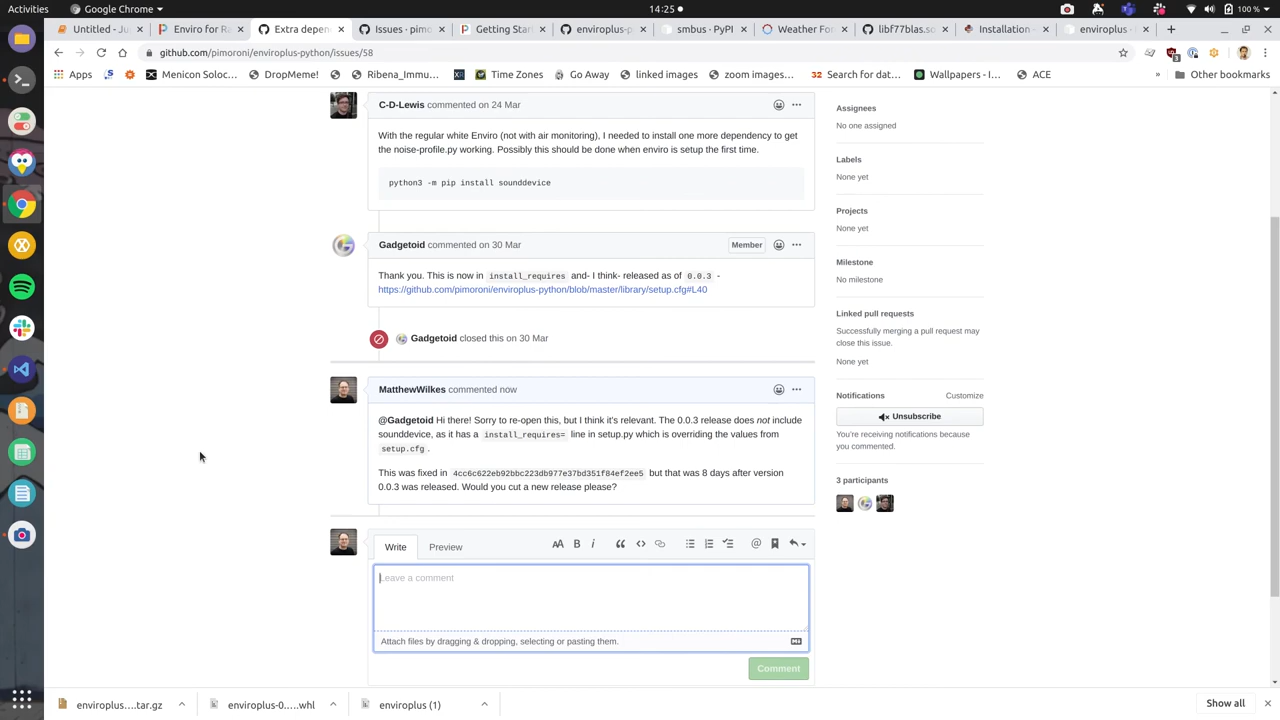 Activities
Google Chrome
14:25
100 %
Untitled - Ju
Enviro for Ra
Extra depen
Issues · pimo
Getting Star
enviroplus-p
smbus · PyPI
Weather For
libf77blas.so
Installation —
enviroplus ·
github.com/pimoroni/enviroplus-python/issues/58
3
Apps
Menicon Soloc...
DropMeme!
Ribena_Immu...
Time Zones
Go Away
linked images
zoom images...
32 Search for dat...
Wallpapers - I...
ACE
»
Other bookmarks
C-D-Lewis commented on 24 Mar
With the regular white Enviro (not with air monitoring), I needed to install one more dependency to get
the noise-profile.py working. Possibly this should be done when enviro is setup the first time.
python3 -m pip install sounddevice
Gadgetoid commented on 30 Mar
Member
Thank you. This is now in install_requires and- I think- released as of 0.0.3 -
https://github.com/pimoroni/enviroplus-python/blob/master/library/setup.cfg#L40
Gadgetoid closed this on 30 Mar
MatthewWilkes commented now
@Gadgetoid Hi there! Sorry to re-open this, but I think it's relevant. The 0.0.3 release does not include
sounddevice, as it has a install_requires= line in setup.py which is overriding the values from
setup.cfg .
This was fixed in 4cc6c622eb92bbc223db977e37bd351f84ef2ee5 but that was 8 days after version
0.0.3 was released. Would you cut a new release please?
Write
Preview
AA B i
Leave a comment
Attach files by dragging & dropping, selecting or pasting them.
Comment
Assignees
No one assigned
Labels
None yet
Projects
None yet
Milestone
No milestone
Linked pull requests
Successfully merging a pull request may
close this issue.
None yet
Notifications
Customize
Unsubscribe
You're receiving notifications because
you commented.
3 participants
enviroplus....tar.gz
enviroplus-0.....whl
enviroplus (1)
Show all